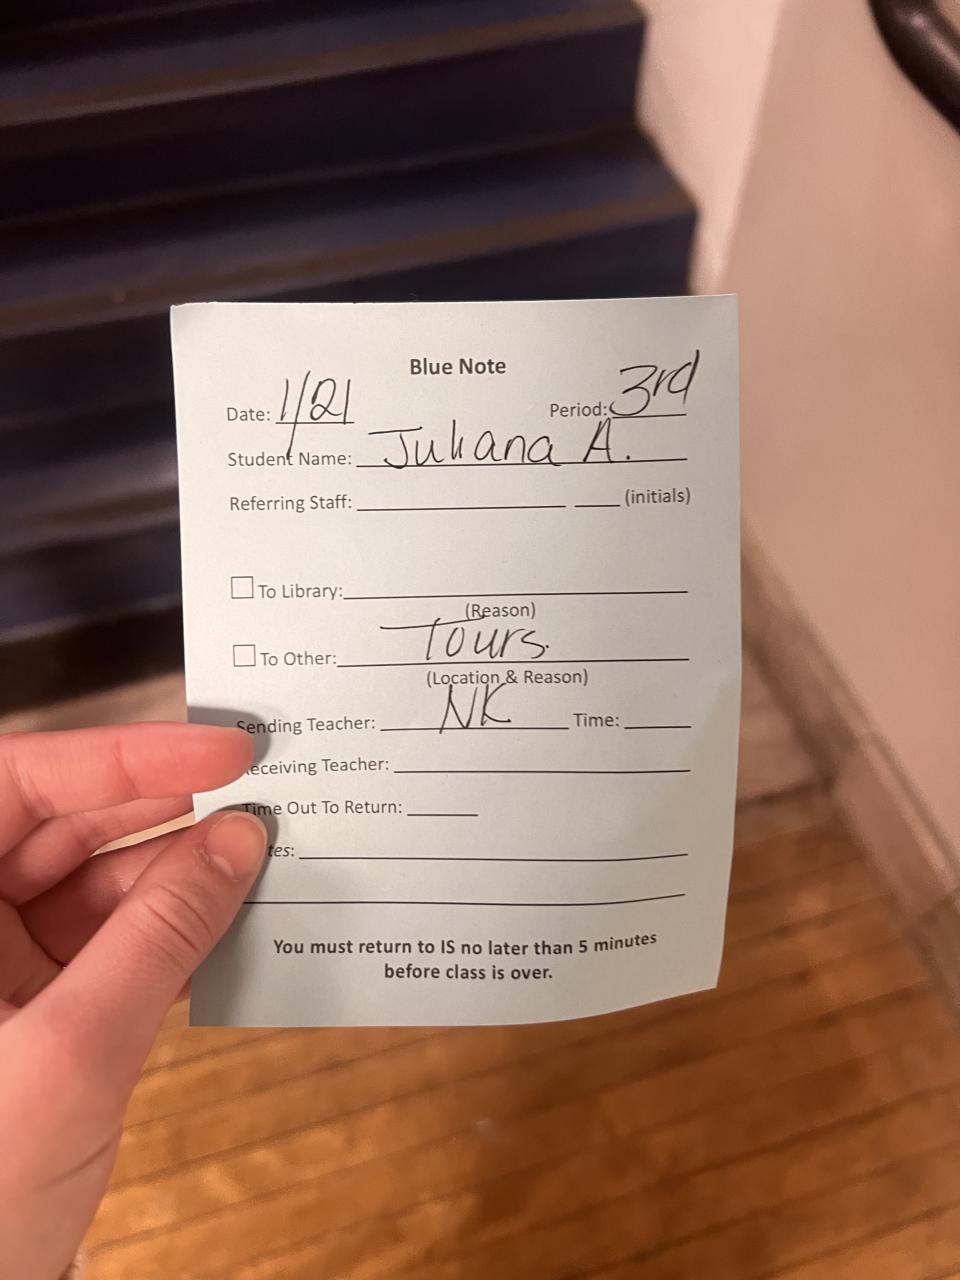 Blue Note
Date: 1/21 Period: 3rd
Student Name: Juliana A.
Referring Staff: (initials)
To Library:
(Reason)
To Other: Tours.
(Location & Reason)
Sending Teacher: NK Time:
eceiving Teacher:
Time Out To Return:
tes:
You must return to IS no later than 5 minutes
before class is over.